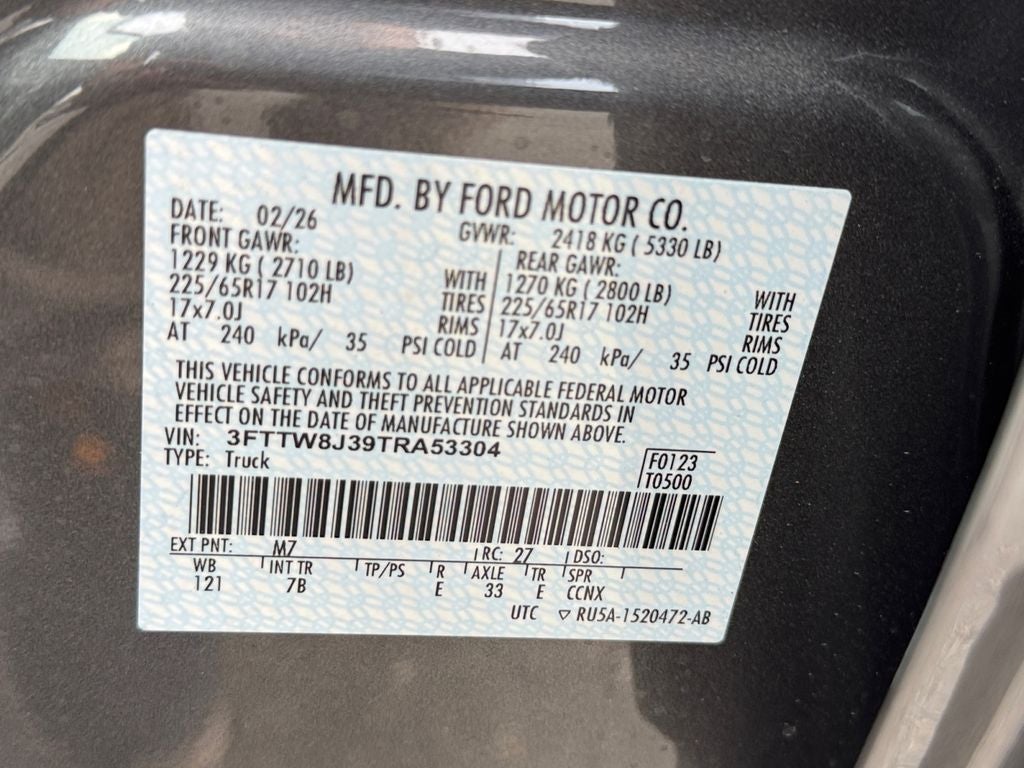 MFD. BY FORD MOTOR CO.
DATE: 02/26 GVWR: 2418 KG ( 5330 LB)
FRONT GAWR: REAR GAWR:
1229 KG ( 2710 LB) WITH 1270 KG ( 2800 LB) WITH
225/65R17 102H TIRES 225/65R17 102H TIRES
17x7.0J RIMS 17x7.0J RIMS
AT 240 kPa/ 35 PSI COLD AT 240 kPa/ 35 PSI COLD
THIS VEHICLE CONFORMS TO ALL APPLICABLE FEDERAL MOTOR
VEHICLE SAFETY AND THEFT PREVENTION STANDARDS IN
EFFECT ON THE DATE OF MANUFACTURE SHOWN ABOVE.
VIN: 3FTTW8J39TRA53304
TYPE: Truck F0123
T0500
EXT PNT: M7 RC: 27 DSO:
WB INT TR TP/PS R AXLE TR SPR
121 7B E 33 E CCNX
UTC ▽ RU5A-1520472-AB